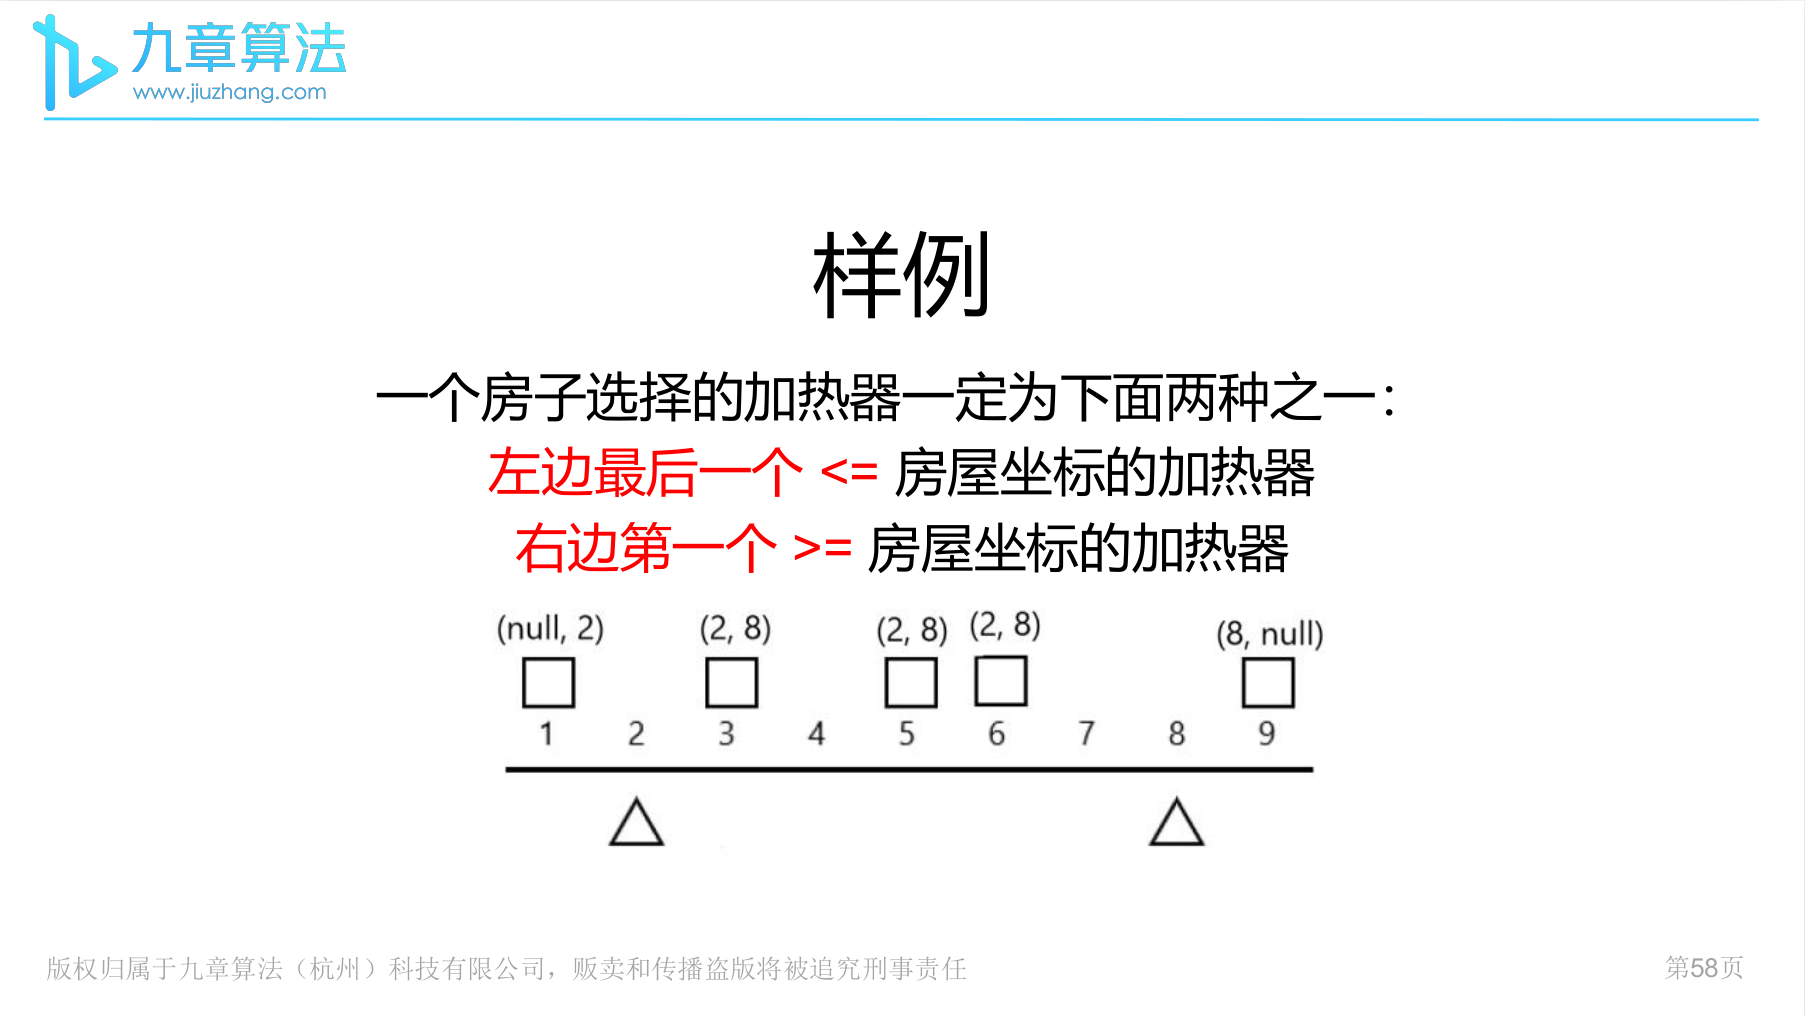 九章算法
www.jiuzhang.com
样例
一个房子选择的加热器一定为下面两种之一：
左边最后一个 <= 房屋坐标的加热器
右边第一个 >= 房屋坐标的加热器
(null, 2) (2, 8) (2, 8) (2, 8) (8, null)
1 2 3 4 5 6 7 8 9
版权归属于九章算法（杭州）科技有限公司，贩卖和传播盗版将被追究刑事责任
第58页